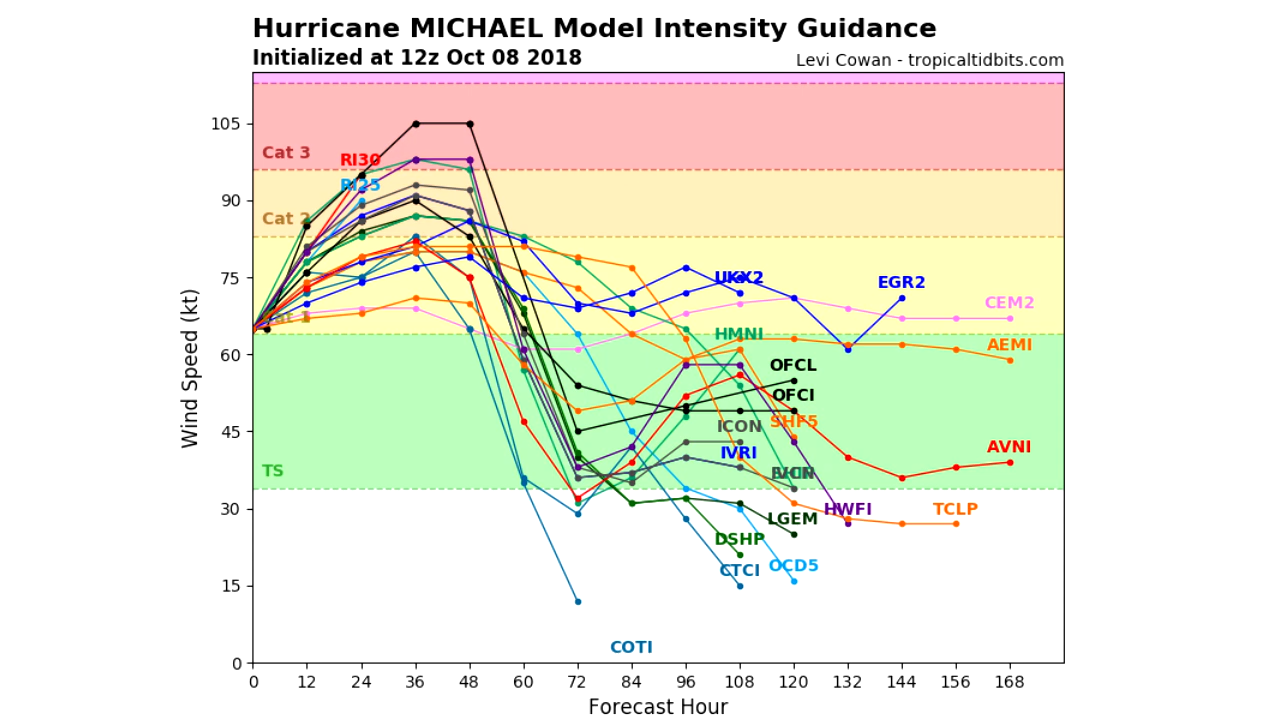 Hurricane MICHAEL Model Intensity Guidance
Initialized at 12z Oct 08 2018
Levi Cowan - tropicaltidbits.com
105
Cat 3
RI30
RI25
90
Cat 2
75
UKX2
EGR2
CEM2
HMNI
AEMI
60
OFCL
OFCI
SHF5
ICON
45
IVRI
AVNI
TS
30
HWFI
TCLP
LGEM
DSHP
CTCI
OCD5
15
COTI
0
0 12 24 36 48 60 72 84 96 108 120 132 144 156 168
Forecast Hour
Wind Speed (kt)